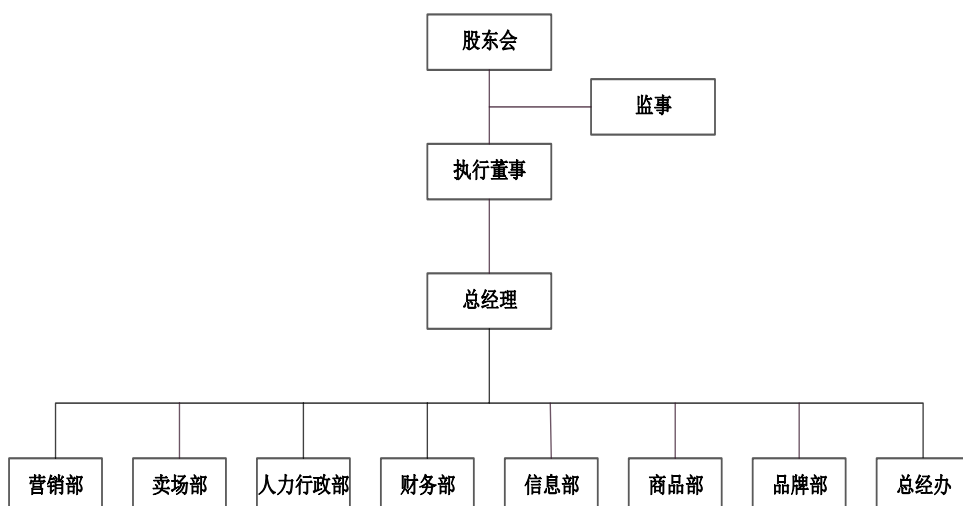 股东会
监事
执行董事
总经理
营销部
卖场部
人力行政部
财务部
信息部
商品部
品牌部
总经办